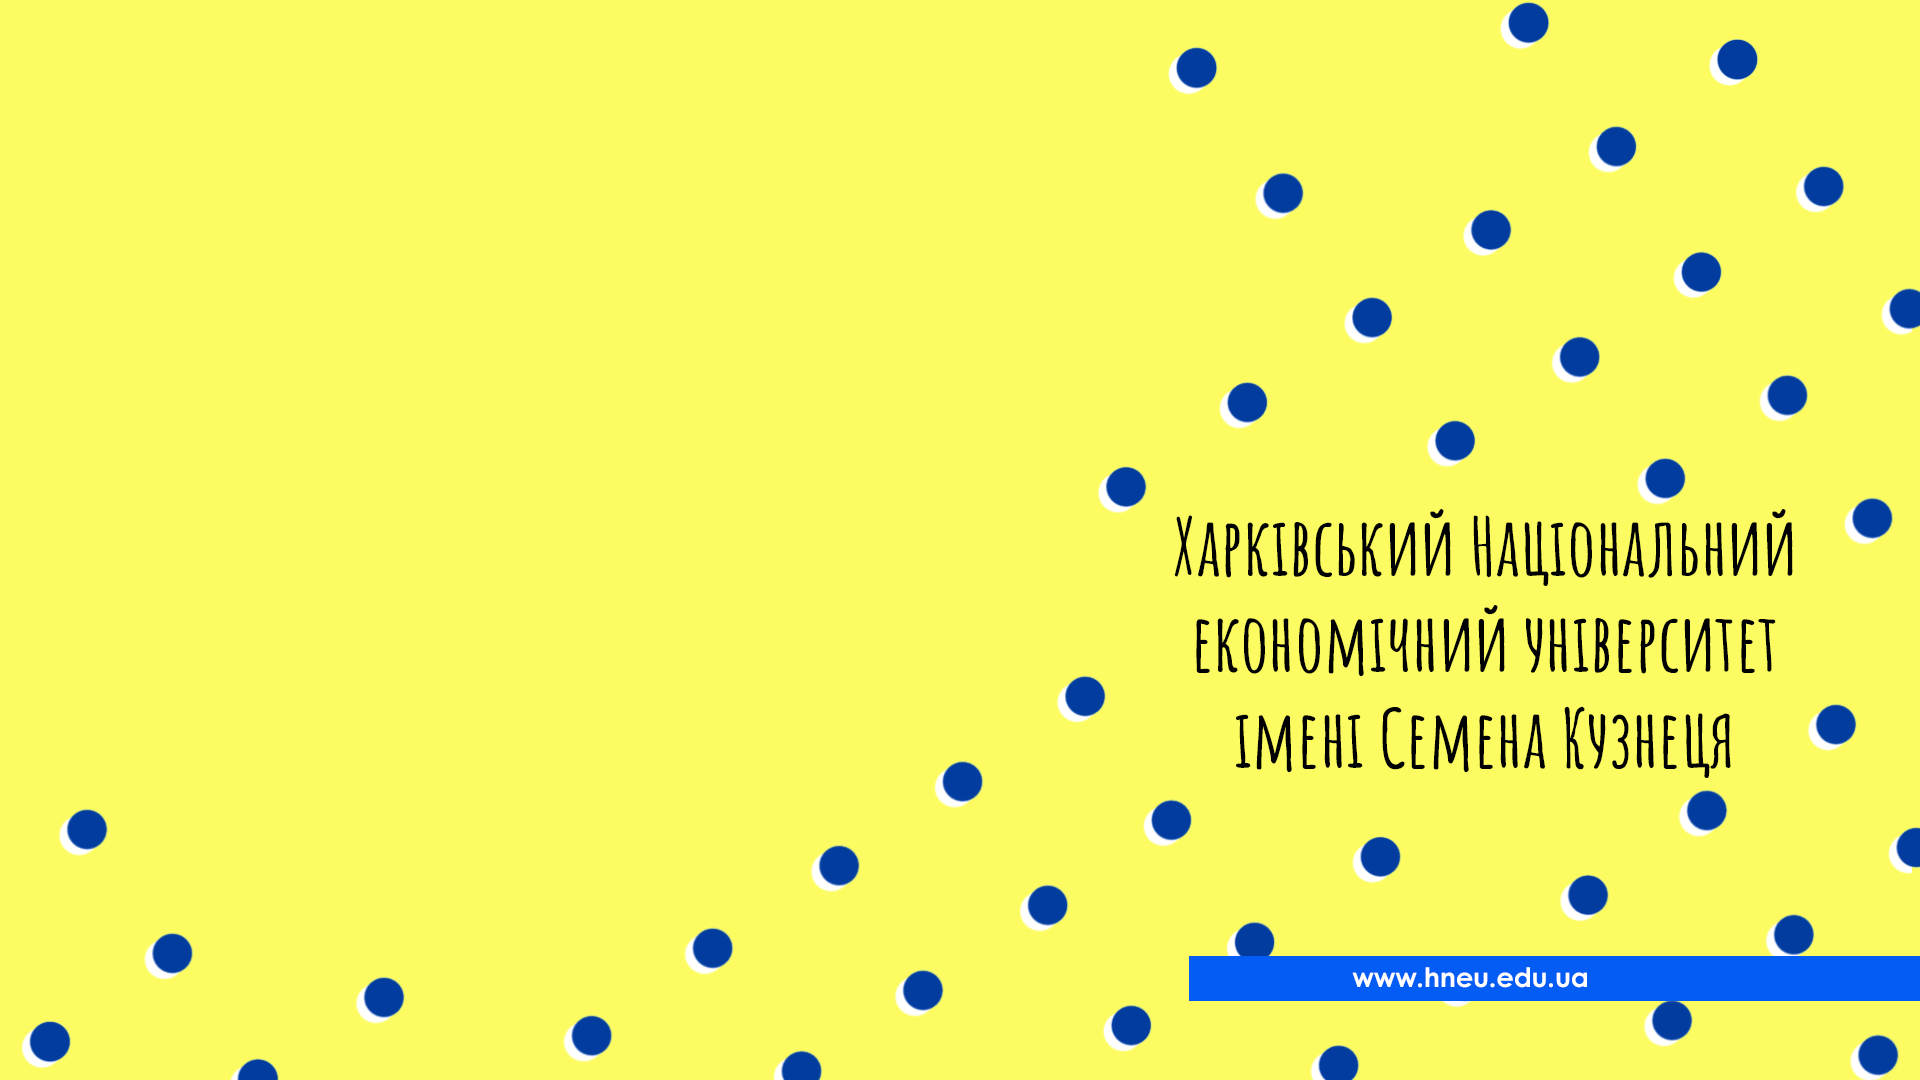 Харківський Національний
економічний університет
імені Семена Кузнеця
www.hneu.edu.ua